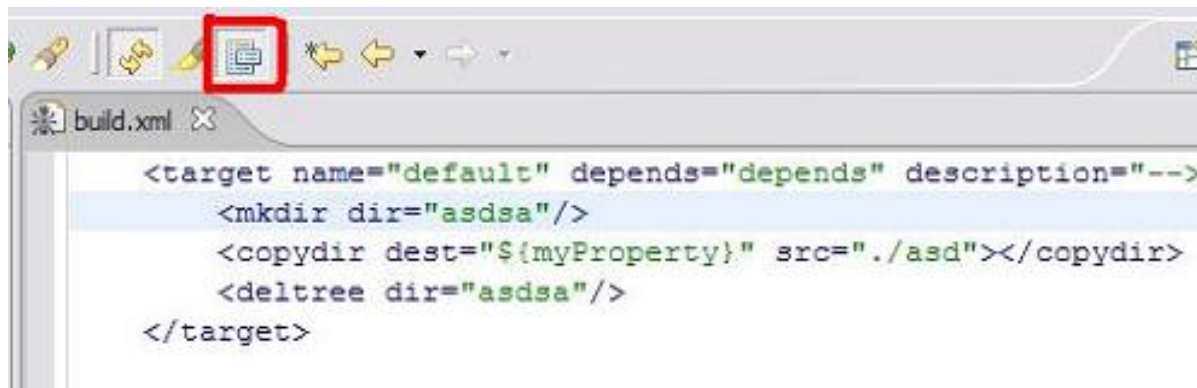 build.xml
<target name="default" depends="depends" description="-->
<mkdir dir="asdsa"/>
<copydir dest="${myProperty}" src="./asd"></copydir>
<deltree dir="asdsa"/>
</target>